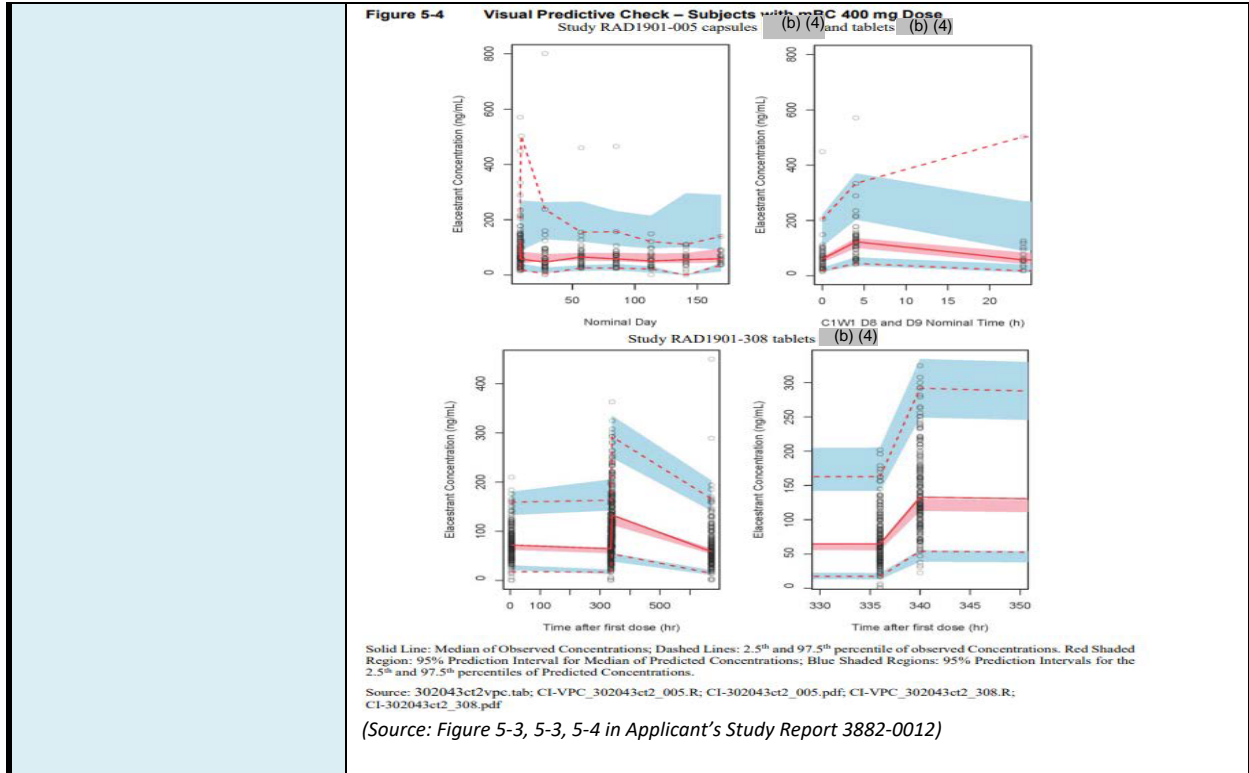 Figure 5-4 Visual Predictive Check – Subjects with mBC 400 mg Dose
Study RAD1901-005 capsules (b) (4) and tablets (b) (4)
Elacestrant Concentration (ng/mL)
800
600
400
200
0
50 100 150
Nominal Day
Elacestrant Concentration (ng/mL)
800
600
400
200
0
0 5 10 15 20
C1W1 D8 and D9 Nominal Time (h)
Study RAD1901-308 tablets (b) (4)
Elacestrant Concentration (ng/mL)
400
300
200
100
0
0 100 300 500
Time after first dose (hr)
Elacestrant Concentration (ng/mL)
300
250
200
150
100
50
0
330 335 340 345 350
Time after first dose (hr)
Solid Line: Median of Observed Concentrations; Dashed Lines: 2.5th and 97.5th percentile of observed Concentrations. Red Shaded
Region: 95% Prediction Interval for Median of Predicted Concentrations; Blue Shaded Regions: 95% Prediction Intervals for the
2.5th and 97.5th percentiles of Predicted Concentrations.
Source: 302043ct2vpc.tab; CI-VPC_302043ct2_005.R; CI-302043ct2_005.pdf; CI-VPC_302043ct2_308.R;
CI-302043ct2_308.pdf
(Source: Figure 5-3, 5-3, 5-4 in Applicant’s Study Report 3882-0012)